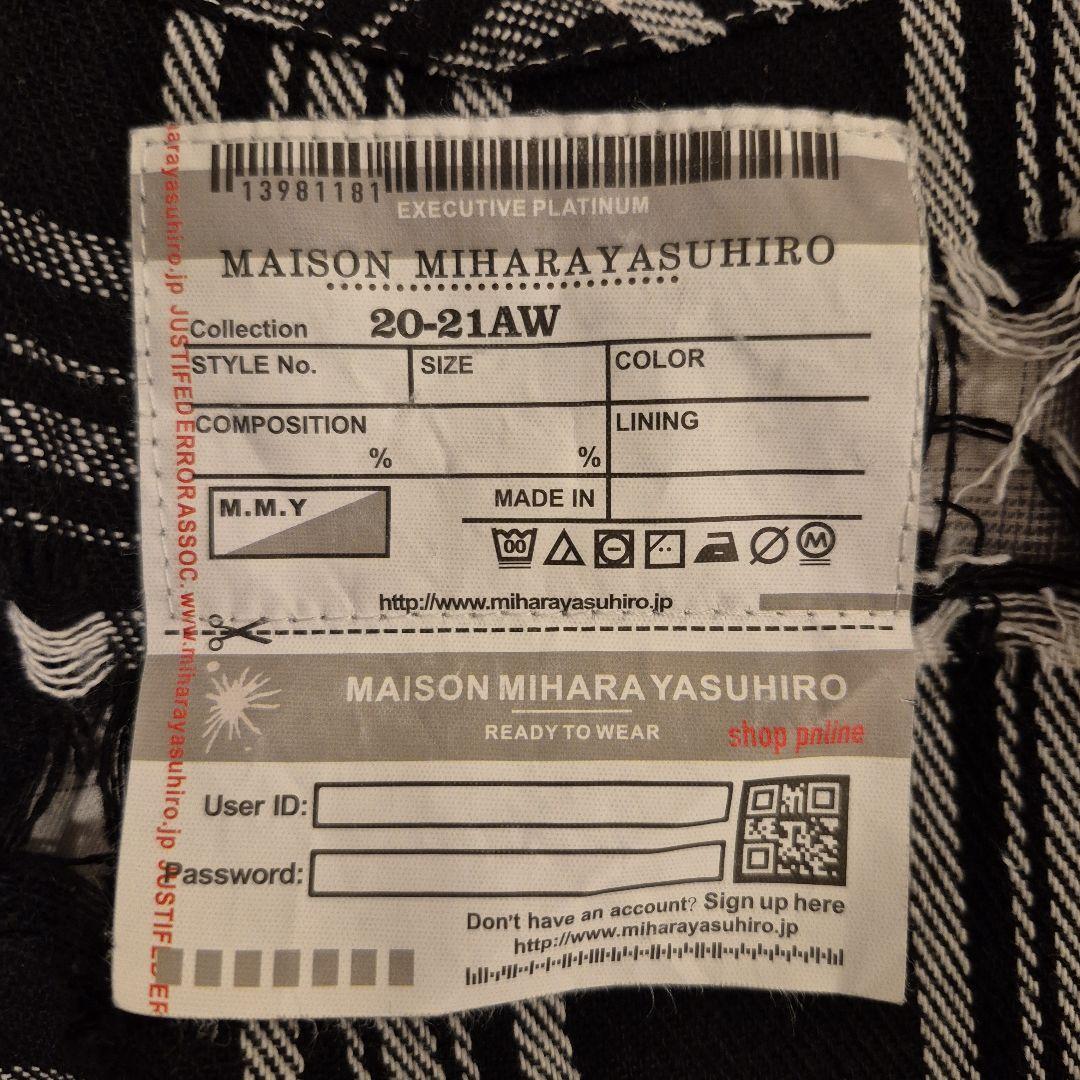 13981181
EXECUTIVE PLATINUM
MAISON MIHARAYASUHIRO
Collection 20-21AW
STYLE No. SIZE COLOR
COMPOSITION LINING
% %
M.M.Y MADE IN
00 M
http://www.miharayasuhiro.jp
MAISON MIHARA YASUHIRO
READY TO WEAR
shop online
User ID:
Password:
Don't have an account? Sign up here
http://www.miharayasuhiro.jp
arayasuhiro.jp JUSTIFEDERRORASSOC.www.miharayasuhiro.jp JUSTIFEDER